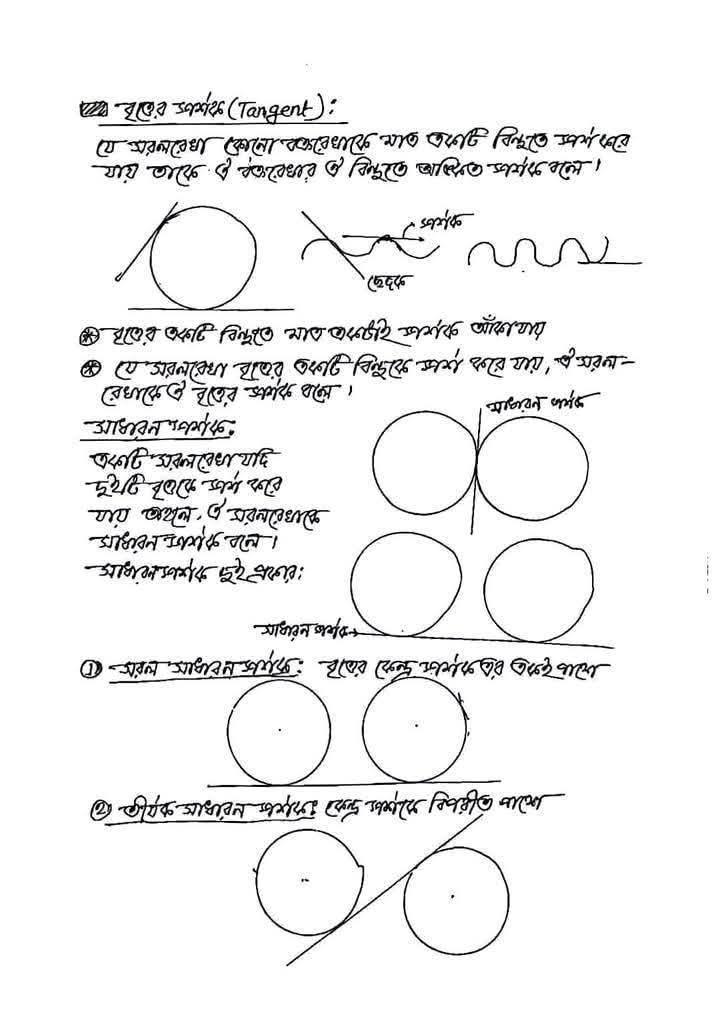 বৃত্তের স্পর্শক (Tangent):
যে সরলরেখা কোনো বক্ররেখাকে মাত্র একটি বিন্দুতে স্পর্শ করে
যায় তাকে ঐ বক্ররেখার ঐ বিন্দুতে অঙ্কিত স্পর্শক বলে।
স্পর্শক
ছেদক
বৃত্তের একটি বিন্দুতে মাত্র একটাই স্পর্শক আঁকা যায়
যে সরলরেখা বৃত্তের একটি বিন্দুকে স্পর্শ করে যায়, ঐ সরল-
রেখাকে ঐ বৃত্তের স্পর্শক বলে।
সাধারন স্পর্শক
সাধারন স্পর্শক:
একটি সরলরেখা যদি
দুইটি বৃত্তকে স্পর্শ করে
যায় তাহলে, ঐ সরলরেখাকে
সাধারন স্পর্শক বলে।
সাধারন স্পর্শক দুই প্রকার:
সাধারন স্পর্শক
① সরল সাধারন স্পর্শক: বৃত্তের কেন্দ্র স্পর্শক এর একই পাশে
② তীর্যক সাধারন স্পর্শক: কেন্দ্র স্পর্শকে বিপরীত পাশে